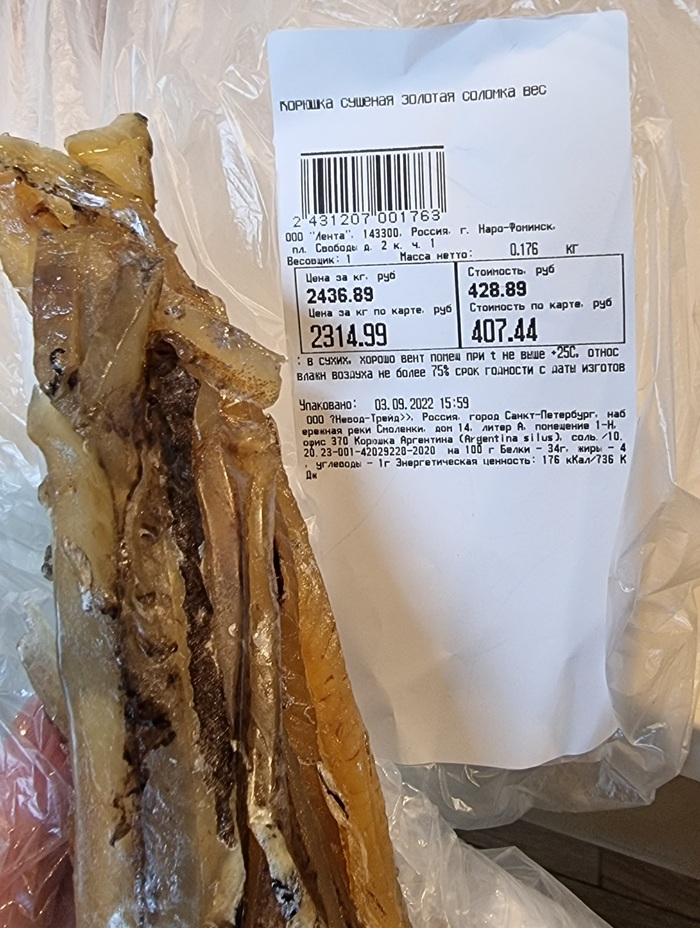 КОРЮШКА СУШЕНАЯ ЗОЛОТАЯ СОЛОМКА ВЕС
2 431207 001763
ООО "Лента", 143300, Россия, г. Наро-Фоминск,
пл. Свободы д. 2 к. ч. 1
Весовщик: 1 Масса нетто: 0.176 кг
Цена за кг, руб
2436.89
Цена за кг по карте, руб
2314.99
Стоимость, руб
428.89
Стоимость по карте, руб
407.44
: в сухих, хорошо вент помещ при t не выше +25С, относ
влажн воздуха не более 75% срок годности с даты изготов
Упаковано: 03.09.2022 15:59
ООО ?Невод-Трейд>>, Россия, город Санкт-Петербург, наб
ережная реки Смоленки, дом 14, литер А, помещение 1-Н,
офис 370 Корюшка Аргентина (Argentina silus), соль, /10.
20.23-001-42029228-2020 на 100 г Белки - 34г, жиры - 4
, углеводы - 1г Энергетическая ценность: 176 кКал/736 К
Дж